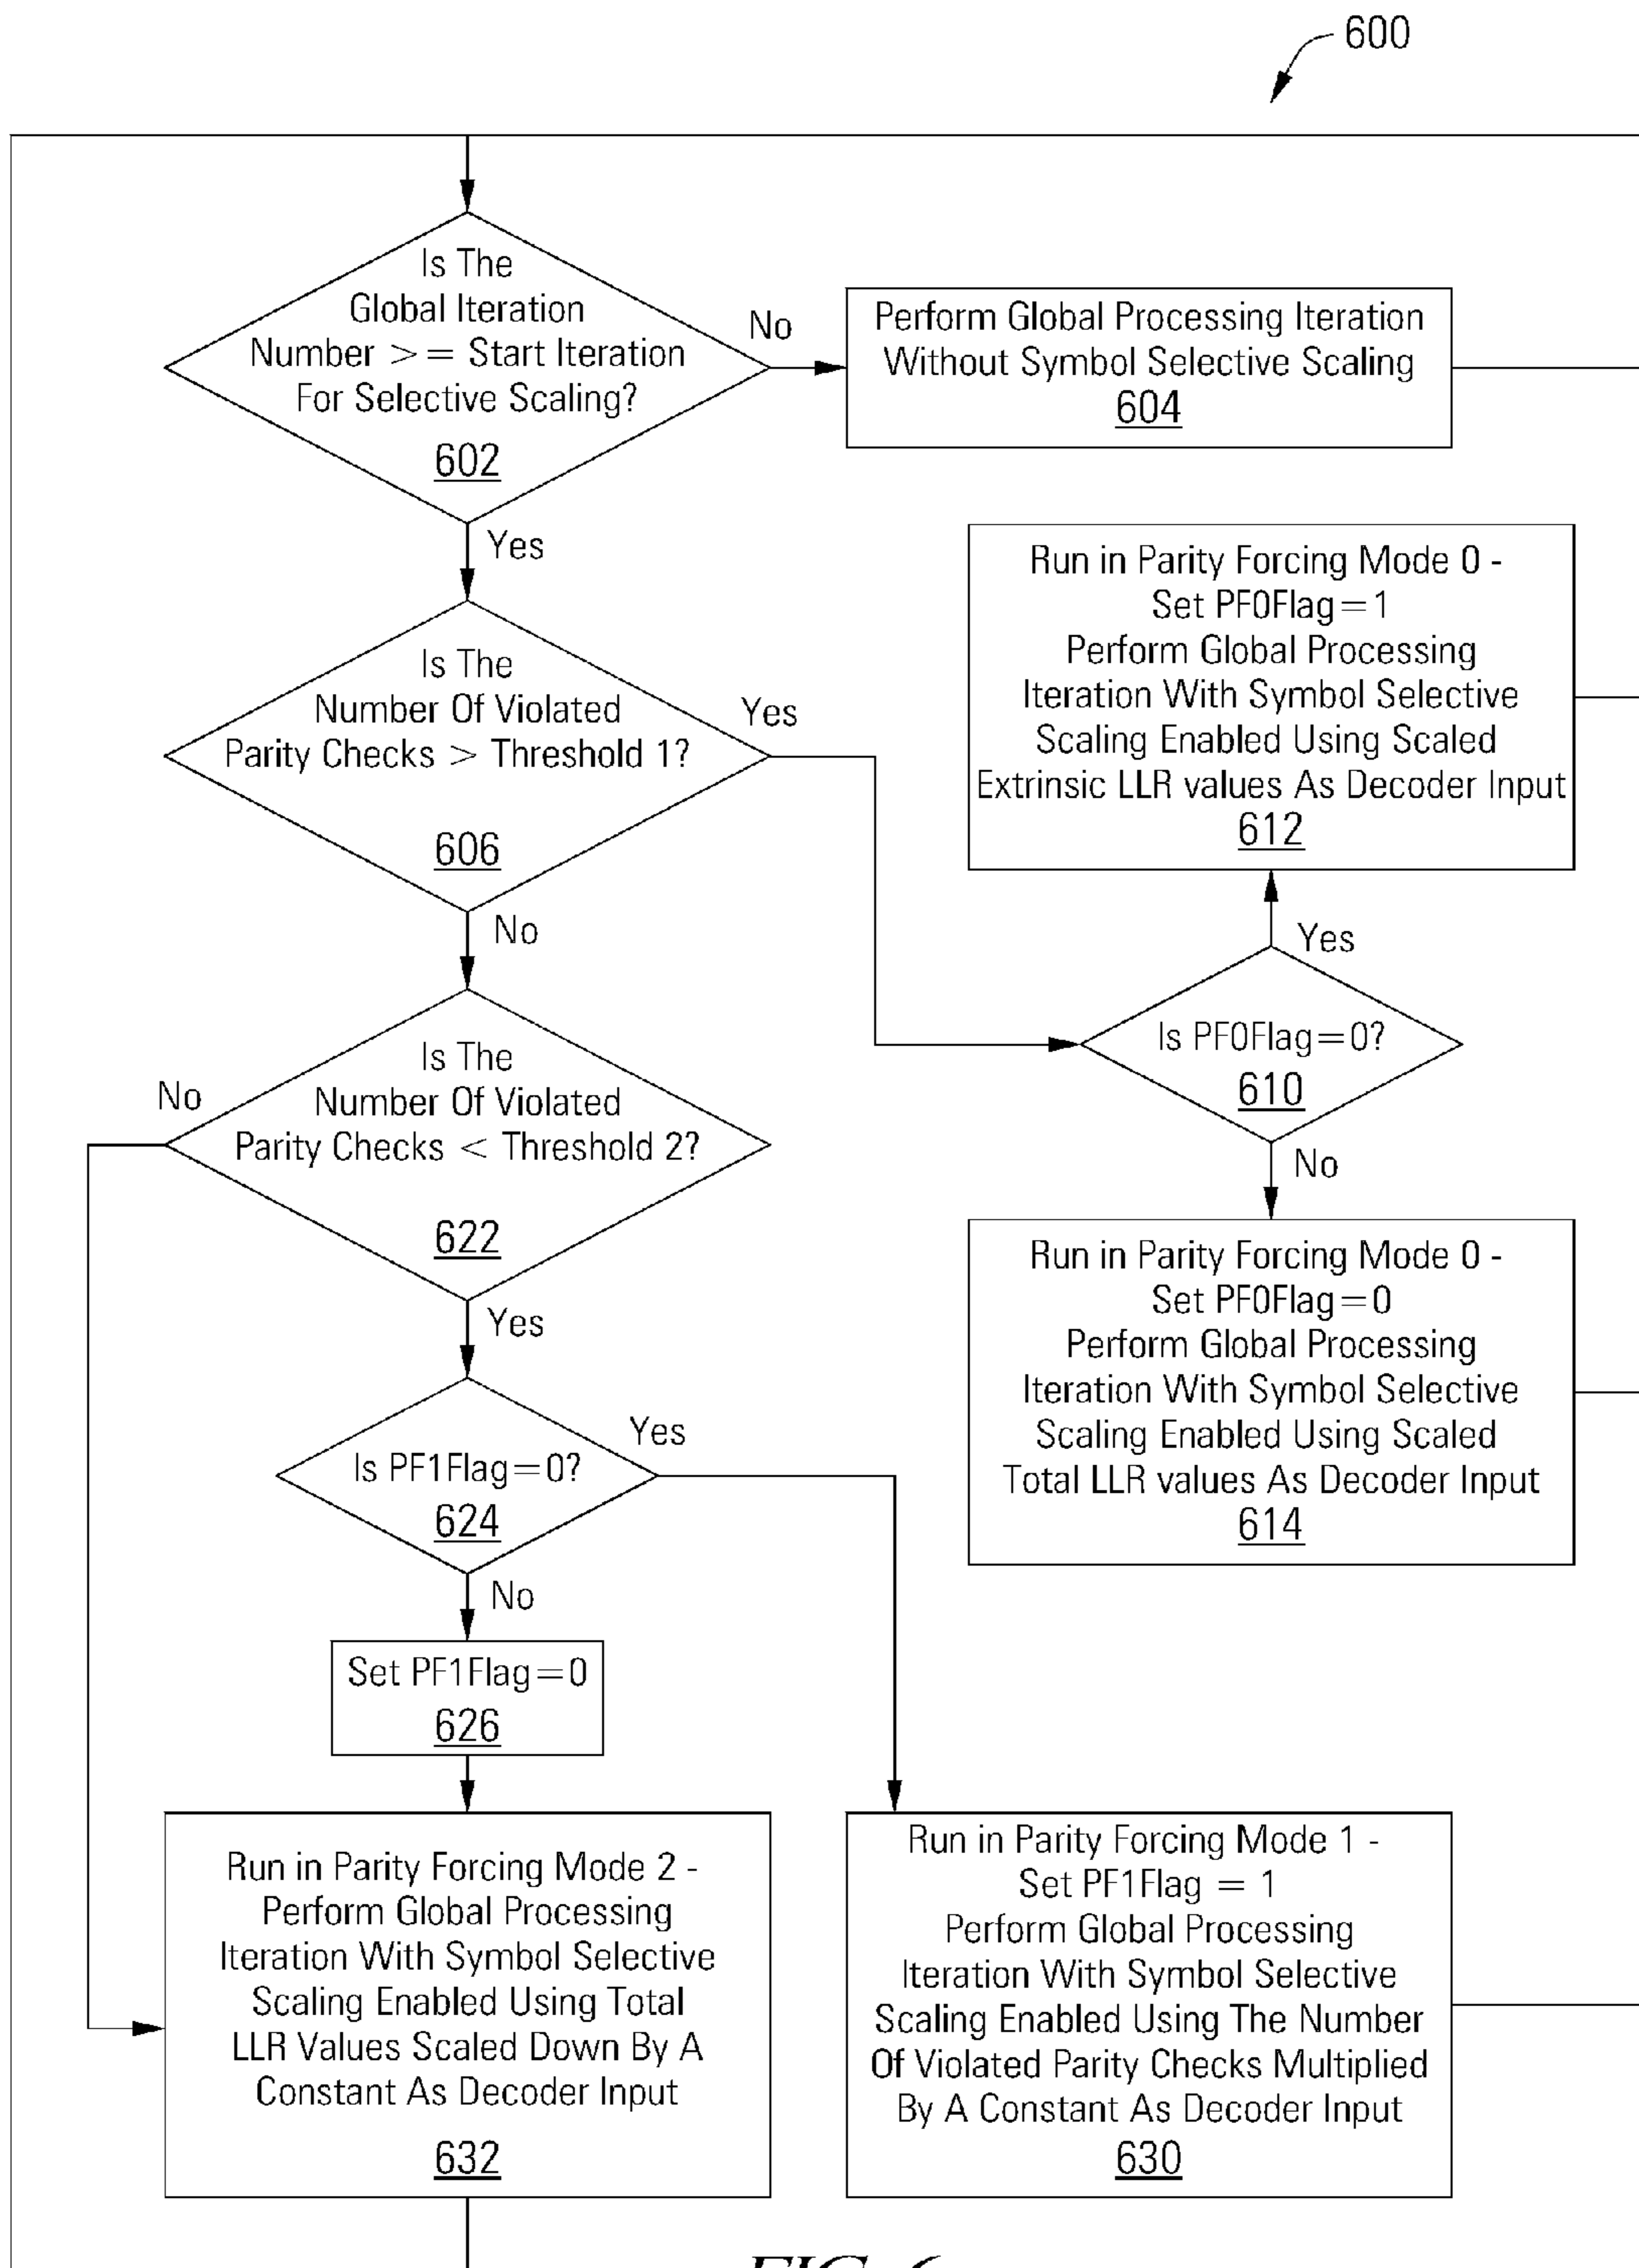 600
Is The
Global Iteration
Number >= Start Iteration
For Selective Scaling?
602
No
Perform Global Processing Iteration
Without Symbol Selective Scaling
604
Yes
Is The
Number Of Violated
Parity Checks > Threshold 1?
606
Yes
No
Run in Parity Forcing Mode 0 -
Set PF0Flag=1
Perform Global Processing
Iteration With Symbol Selective
Scaling Enabled Using Scaled
Extrinsic LLR values As Decoder Input
612
Yes
Is PF0Flag=0?
610
No
Run in Parity Forcing Mode 0 -
Set PF0Flag=0
Perform Global Processing
Iteration With Symbol Selective
Scaling Enabled Using Scaled
Total LLR values As Decoder Input
614
Is The
Number Of Violated
Parity Checks < Threshold 2?
622
No
Yes
Is PF1Flag=0?
624
Yes
No
Set PF1Flag=0
626
Run in Parity Forcing Mode 2 -
Perform Global Processing
Iteration With Symbol Selective
Scaling Enabled Using Total
LLR Values Scaled Down By A
Constant As Decoder Input
632
Run in Parity Forcing Mode 1 -
Set PF1Flag = 1
Perform Global Processing
Iteration With Symbol Selective
Scaling Enabled Using The Number
Of Violated Parity Checks Multiplied
By A Constant As Decoder Input
630